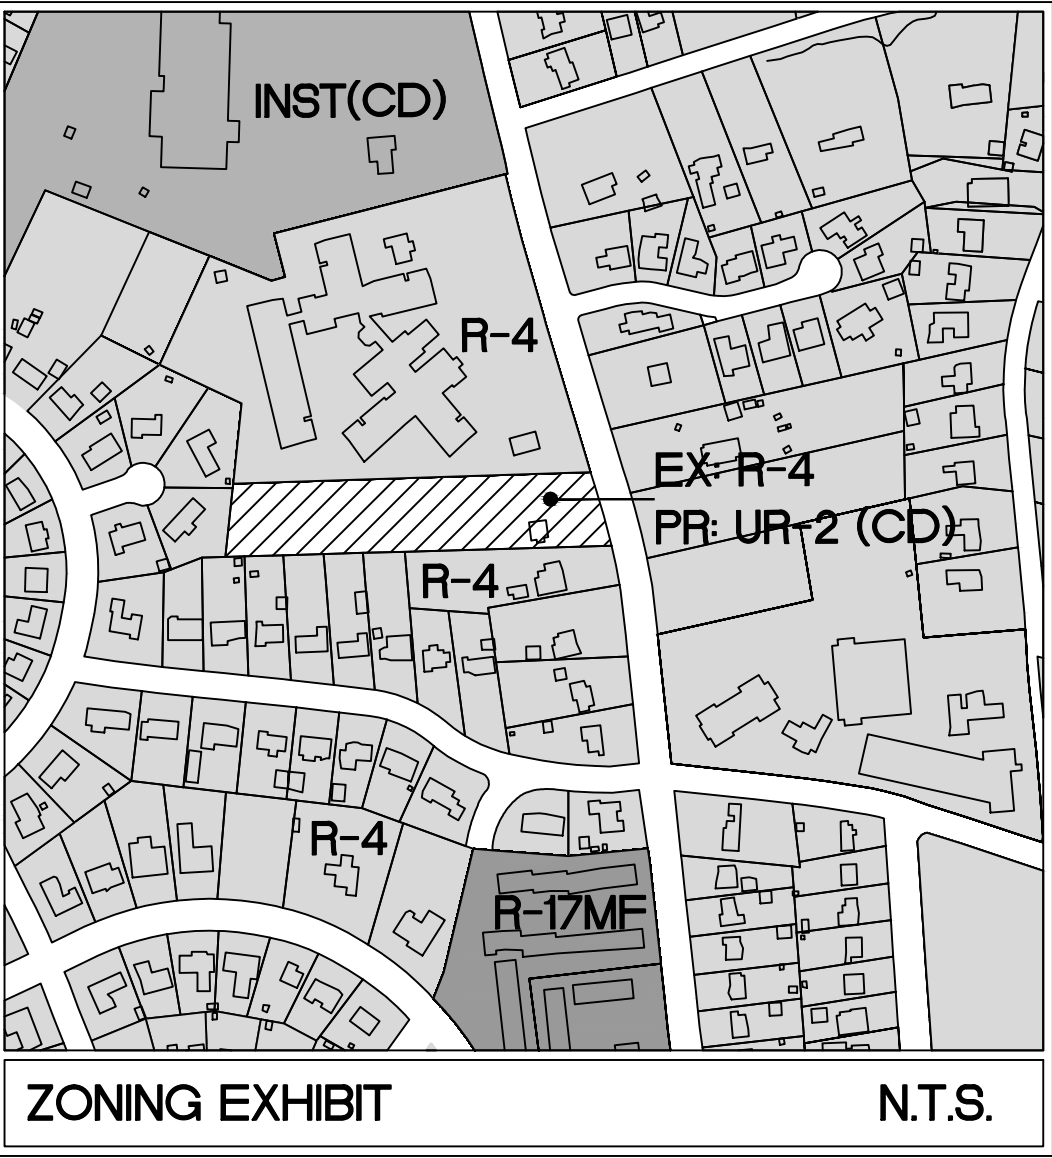 INST(CD)
R-4
EX: R-4
PR: UR-2 (CD)
R-4
R-4
R-17MF
ZONING EXHIBIT
N.T.S.